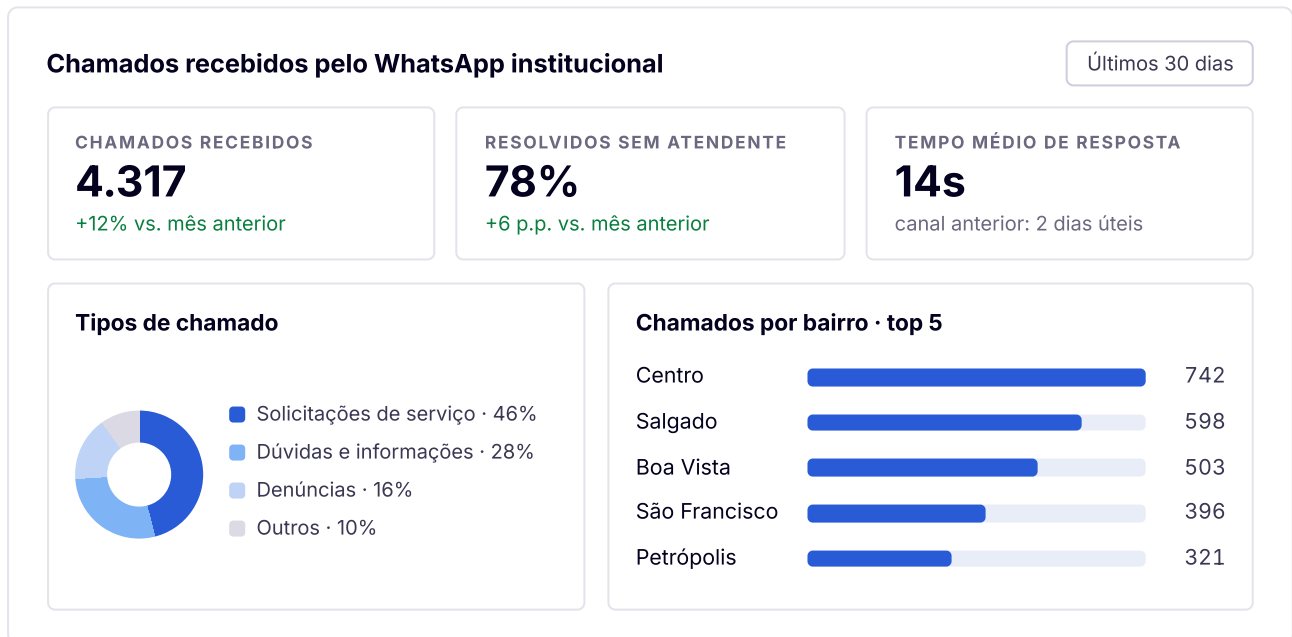 Chamados recebidos pelo WhatsApp institucional
Últimos 30 dias
CHAMADOS RECEBIDOS
4.317
+12% vs. mês anterior
RESOLVIDOS SEM ATENDENTE
78%
+6 p.p. vs. mês anterior
TEMPO MÉDIO DE RESPOSTA
14s
canal anterior: 2 dias úteis
Tipos de chamado
Solicitações de serviço · 46%
Dúvidas e informações · 28%
Denúncias · 16%
Outros · 10%
Chamados por bairro · top 5
Centro 742
Salgado 598
Boa Vista 503
São Francisco 396
Petrópolis 321